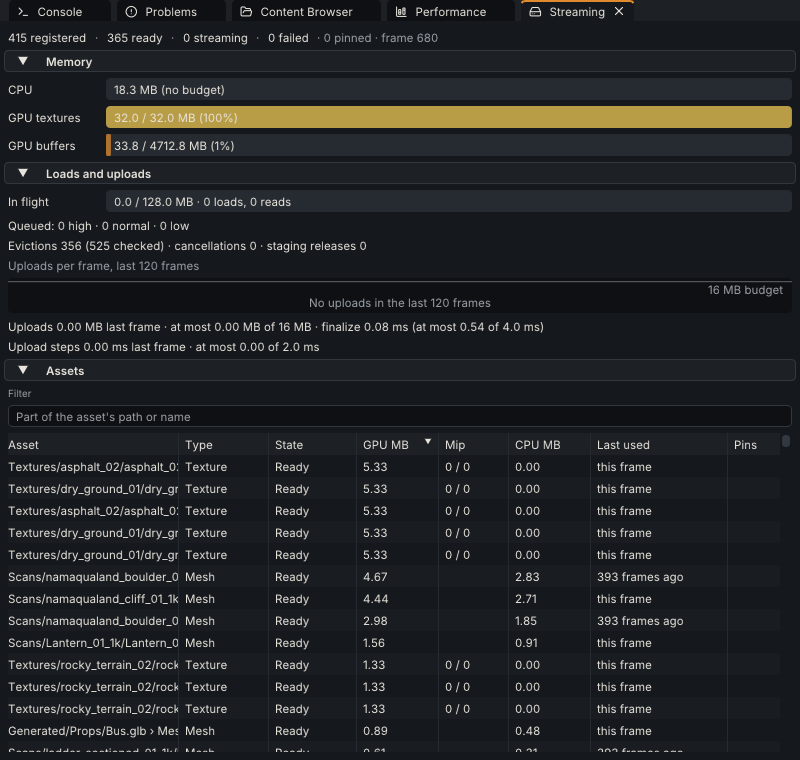 Console Problems Content Browser Performance Streaming
415 registered · 365 ready · 0 streaming · 0 failed · 0 pinned · frame 680
Memory
CPU 18.3 MB (no budget)
GPU textures 32.0 / 32.0 MB (100%)
GPU buffers 33.8 / 4712.8 MB (1%)
Loads and uploads
In flight 0.0 / 128.0 MB · 0 loads, 0 reads
Queued: 0 high · 0 normal · 0 low
Evictions 356 (525 checked) · cancellations 0 · staging releases 0
Uploads per frame, last 120 frames
16 MB budget
No uploads in the last 120 frames
Uploads 0.00 MB last frame · at most 0.00 MB of 16 MB · finalize 0.08 ms (at most 0.54 of 4.0 ms)
Upload steps 0.00 ms last frame · at most 0.00 of 2.0 ms
Assets
Filter
Part of the asset's path or name
Asset Type State GPU MB Mip CPU MB Last used Pins
Textures/asphalt_02/asphalt_0 Texture Ready 5.33 0 / 0 0.00 this frame
Textures/dry_ground_01/dry_gr Texture Ready 5.33 0 / 0 0.00 this frame
Textures/asphalt_02/asphalt_0 Texture Ready 5.33 0 / 0 0.00 this frame
Textures/dry_ground_01/dry_gr Texture Ready 5.33 0 / 0 0.00 this frame
Textures/dry_ground_01/dry_gr Texture Ready 5.33 0 / 0 0.00 this frame
Scans/namaqualand_boulder_0 Mesh Ready 4.67 2.83 393 frames ago
Scans/namaqualand_cliff_01_1k Mesh Ready 4.44 2.71 this frame
Scans/namaqualand_boulder_0 Mesh Ready 2.98 1.85 393 frames ago
Scans/Lantern_01_1k/Lantern_0 Mesh Ready 1.56 0.91 this frame
Textures/rocky_terrain_02/rock Texture Ready 1.33 0 / 0 0.00 this frame
Textures/rocky_terrain_02/rock Texture Ready 1.33 0 / 0 0.00 this frame
Textures/rocky_terrain_02/rock Texture Ready 1.33 0 / 0 0.00 this frame
Generated/Props/Bus.glb › Mes Mesh Ready 0.89 0.48 this frame
Mesh Ready 0.61 0.31